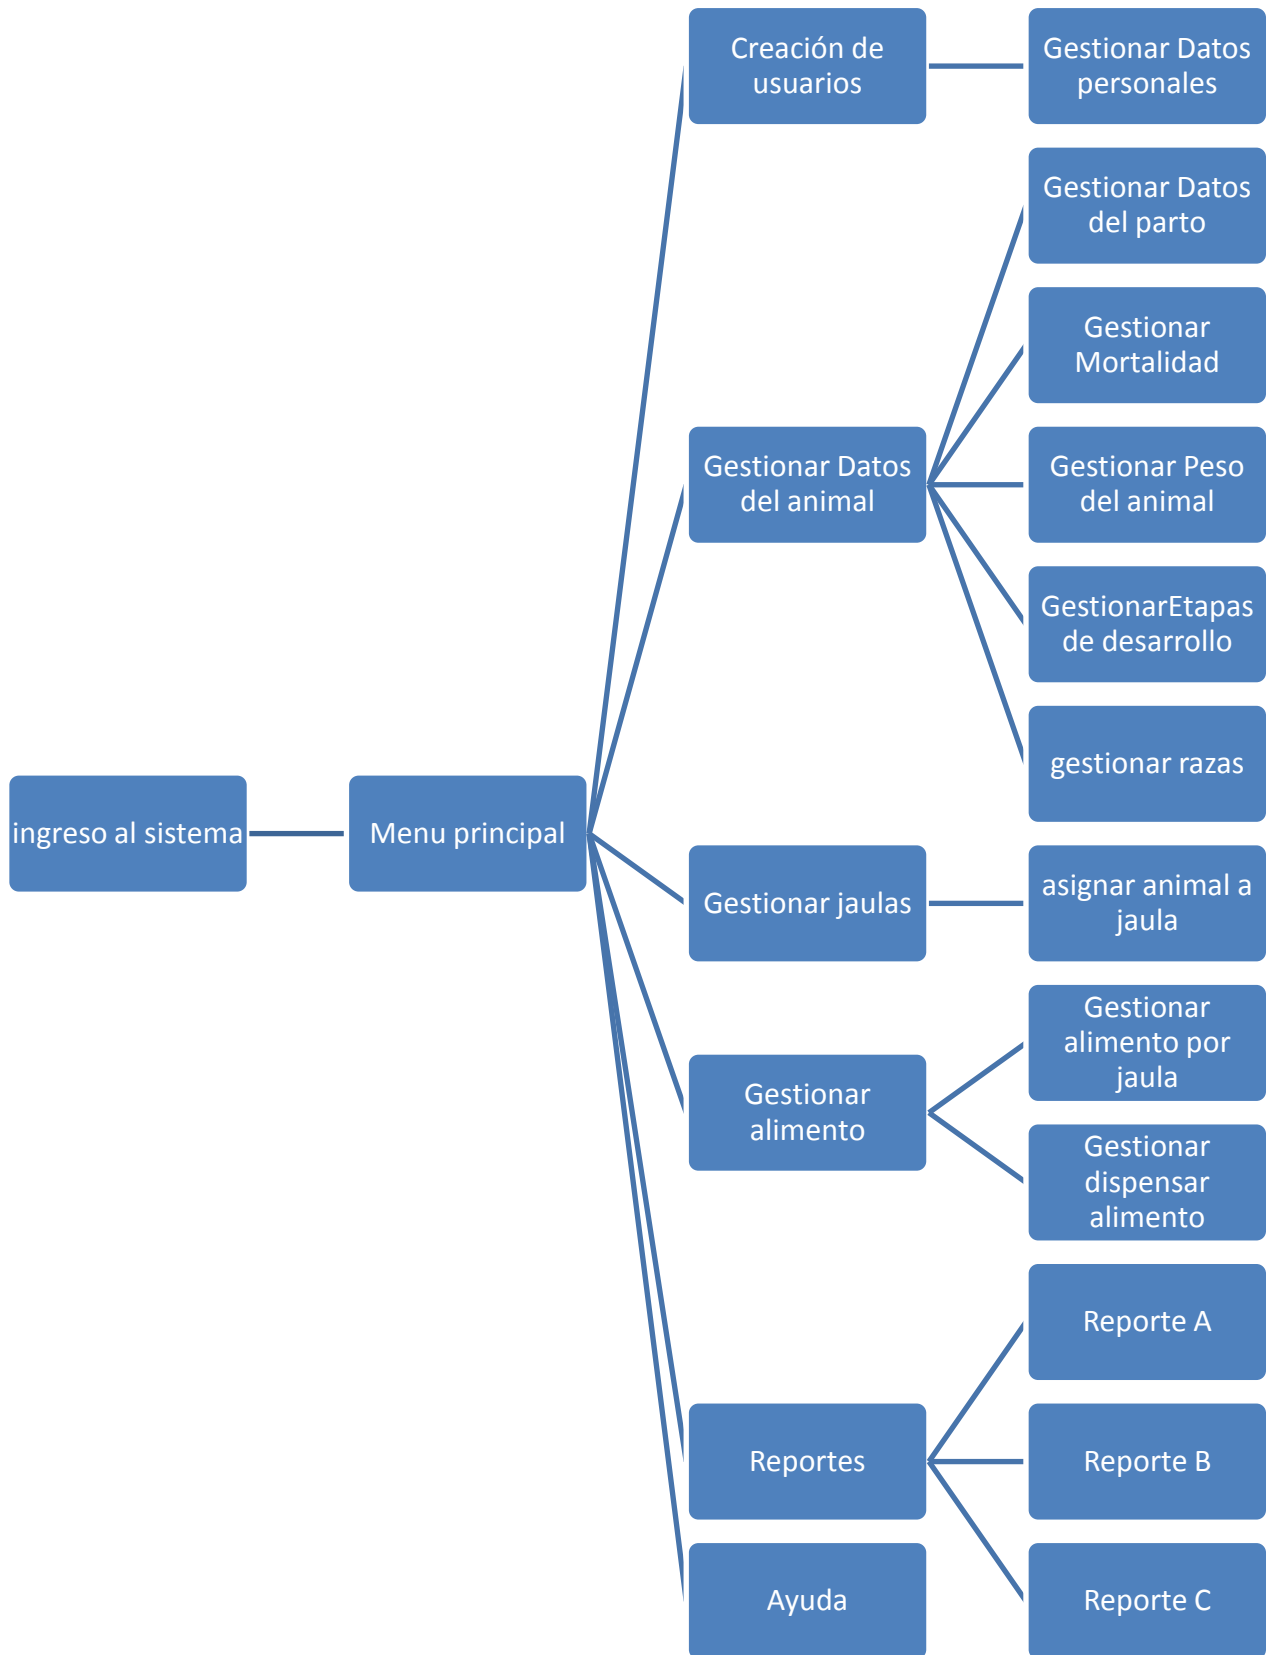 ingreso al sistema
Menu principal
Creación de
usuarios
Gestionar Datos
personales
Gestionar Datos
del animal
Gestionar Datos
del parto
Gestionar
Mortalidad
Gestionar Peso
del animal
GestionarEtapas
de desarrollo
gestionar razas
Gestionar jaulas
asignar animal a
jaula
Gestionar
alimento
Gestionar
alimento por
jaula
Gestionar
dispensar
alimento
Reportes
Reporte A
Reporte B
Reporte C
Ayuda